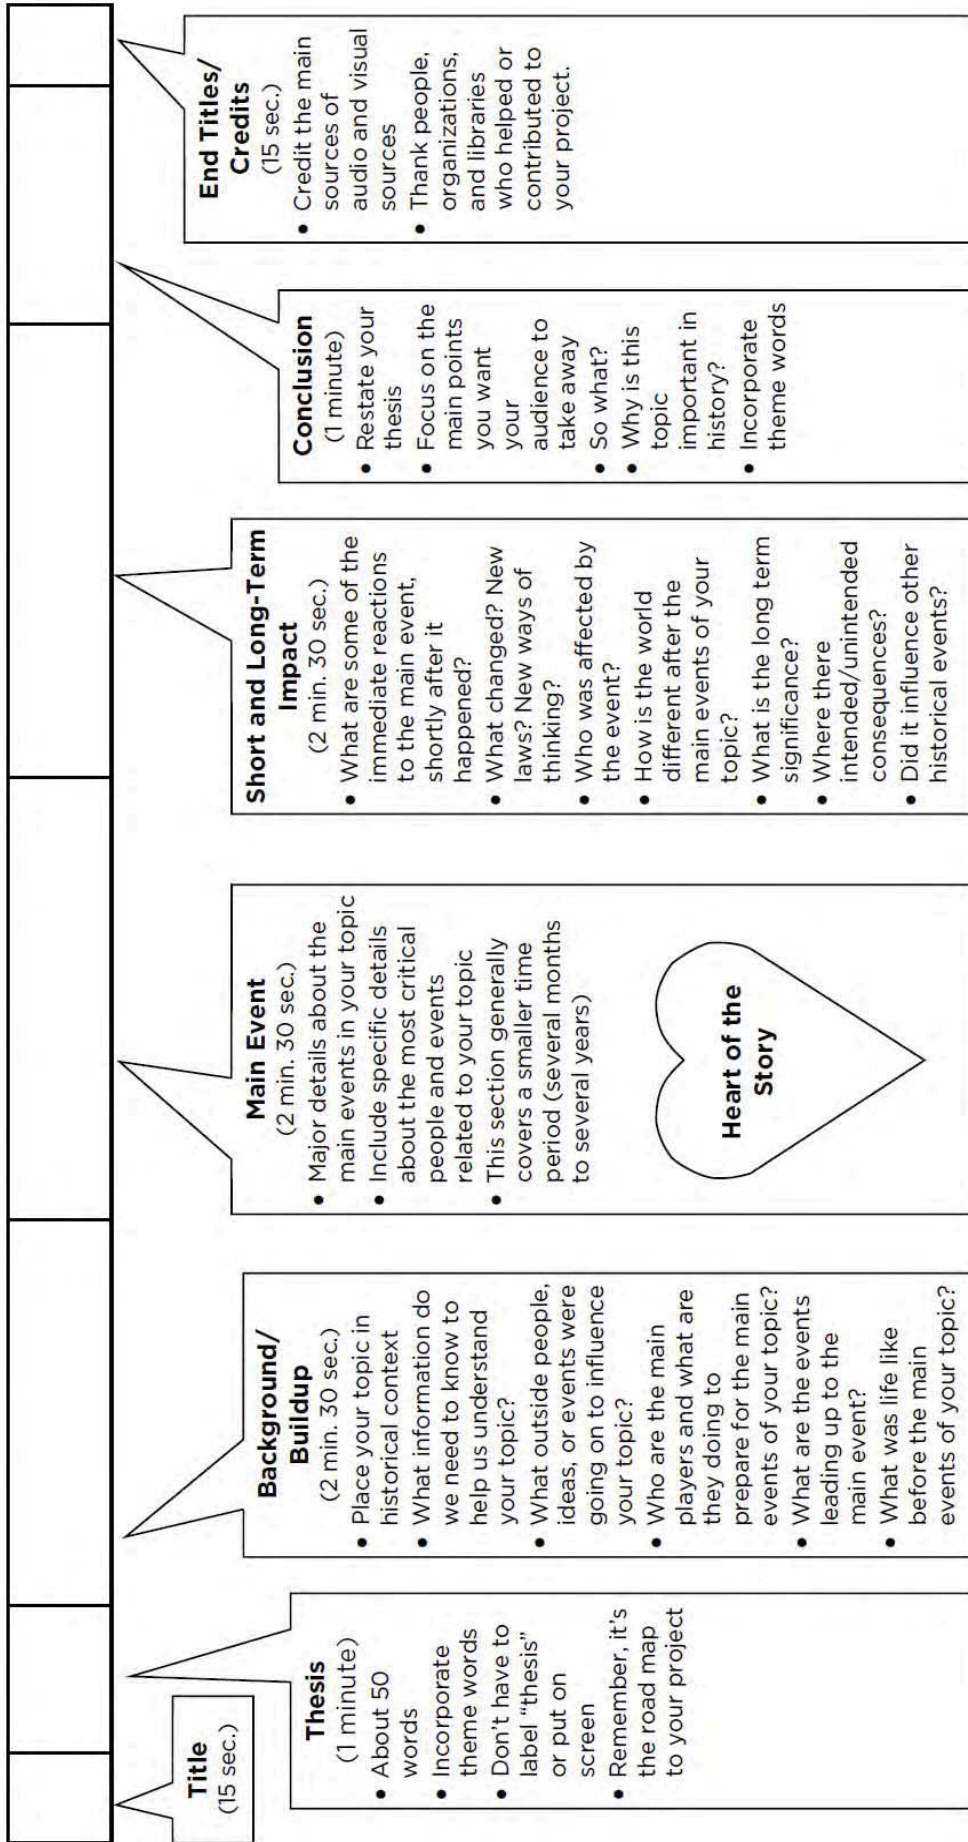 Title
(15 sec.)
Thesis
(1 minute)
• About 50
words
• Incorporate
theme words
• Don't have to
label "thesis"
or put on
screen
• Remember, it's
the road map
to your project
Background/
Buildup
(2 min. 30 sec.)
• Place your topic in
historical context
• What information do
we need to know to
help us understand
your topic?
• What outside people,
ideas, or events were
going on to influence
your topic?
• Who are the main
players and what are
they doing to
prepare for the main
events of your topic?
• What are the events
leading up to the
main event?
• What was life like
before the main
events of your topic?
Main Event
(2 min. 30 sec.)
• Major details about the
main events in your topic
• Include specific details
about the most critical
people and events
related to your topic
• This section generally
covers a smaller time
period (several months
to several years)
Heart of the
Story
Short and Long-Term
Impact
(2 min. 30 sec.)
• What are some of the
immediate reactions
to the main event,
shortly after it
happened?
• What changed? New
laws? New ways of
thinking?
• Who was affected by
the event?
• How is the world
different after the
main events of your
topic?
• What is the long term
significance?
• Where there
intended/unintended
consequences?
• Did it influence other
historical events?
Conclusion
(1 minute)
• Restate your
thesis
• Focus on the
main points
you want
your
audience to
take away
• So what?
• Why is this
topic
important in
history?
• Incorporate
theme words
End Titles/
Credits
(15 sec.)
• Credit the main
sources of
audio and visual
sources
• Thank people,
organizations,
and libraries
who helped or
contributed to
your project.